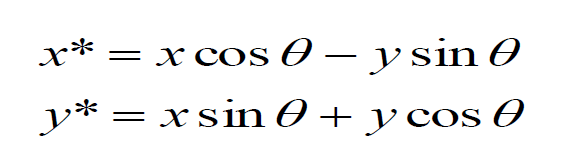 x* = x cos θ − y sin θ
y* = x sin θ + y cos θ